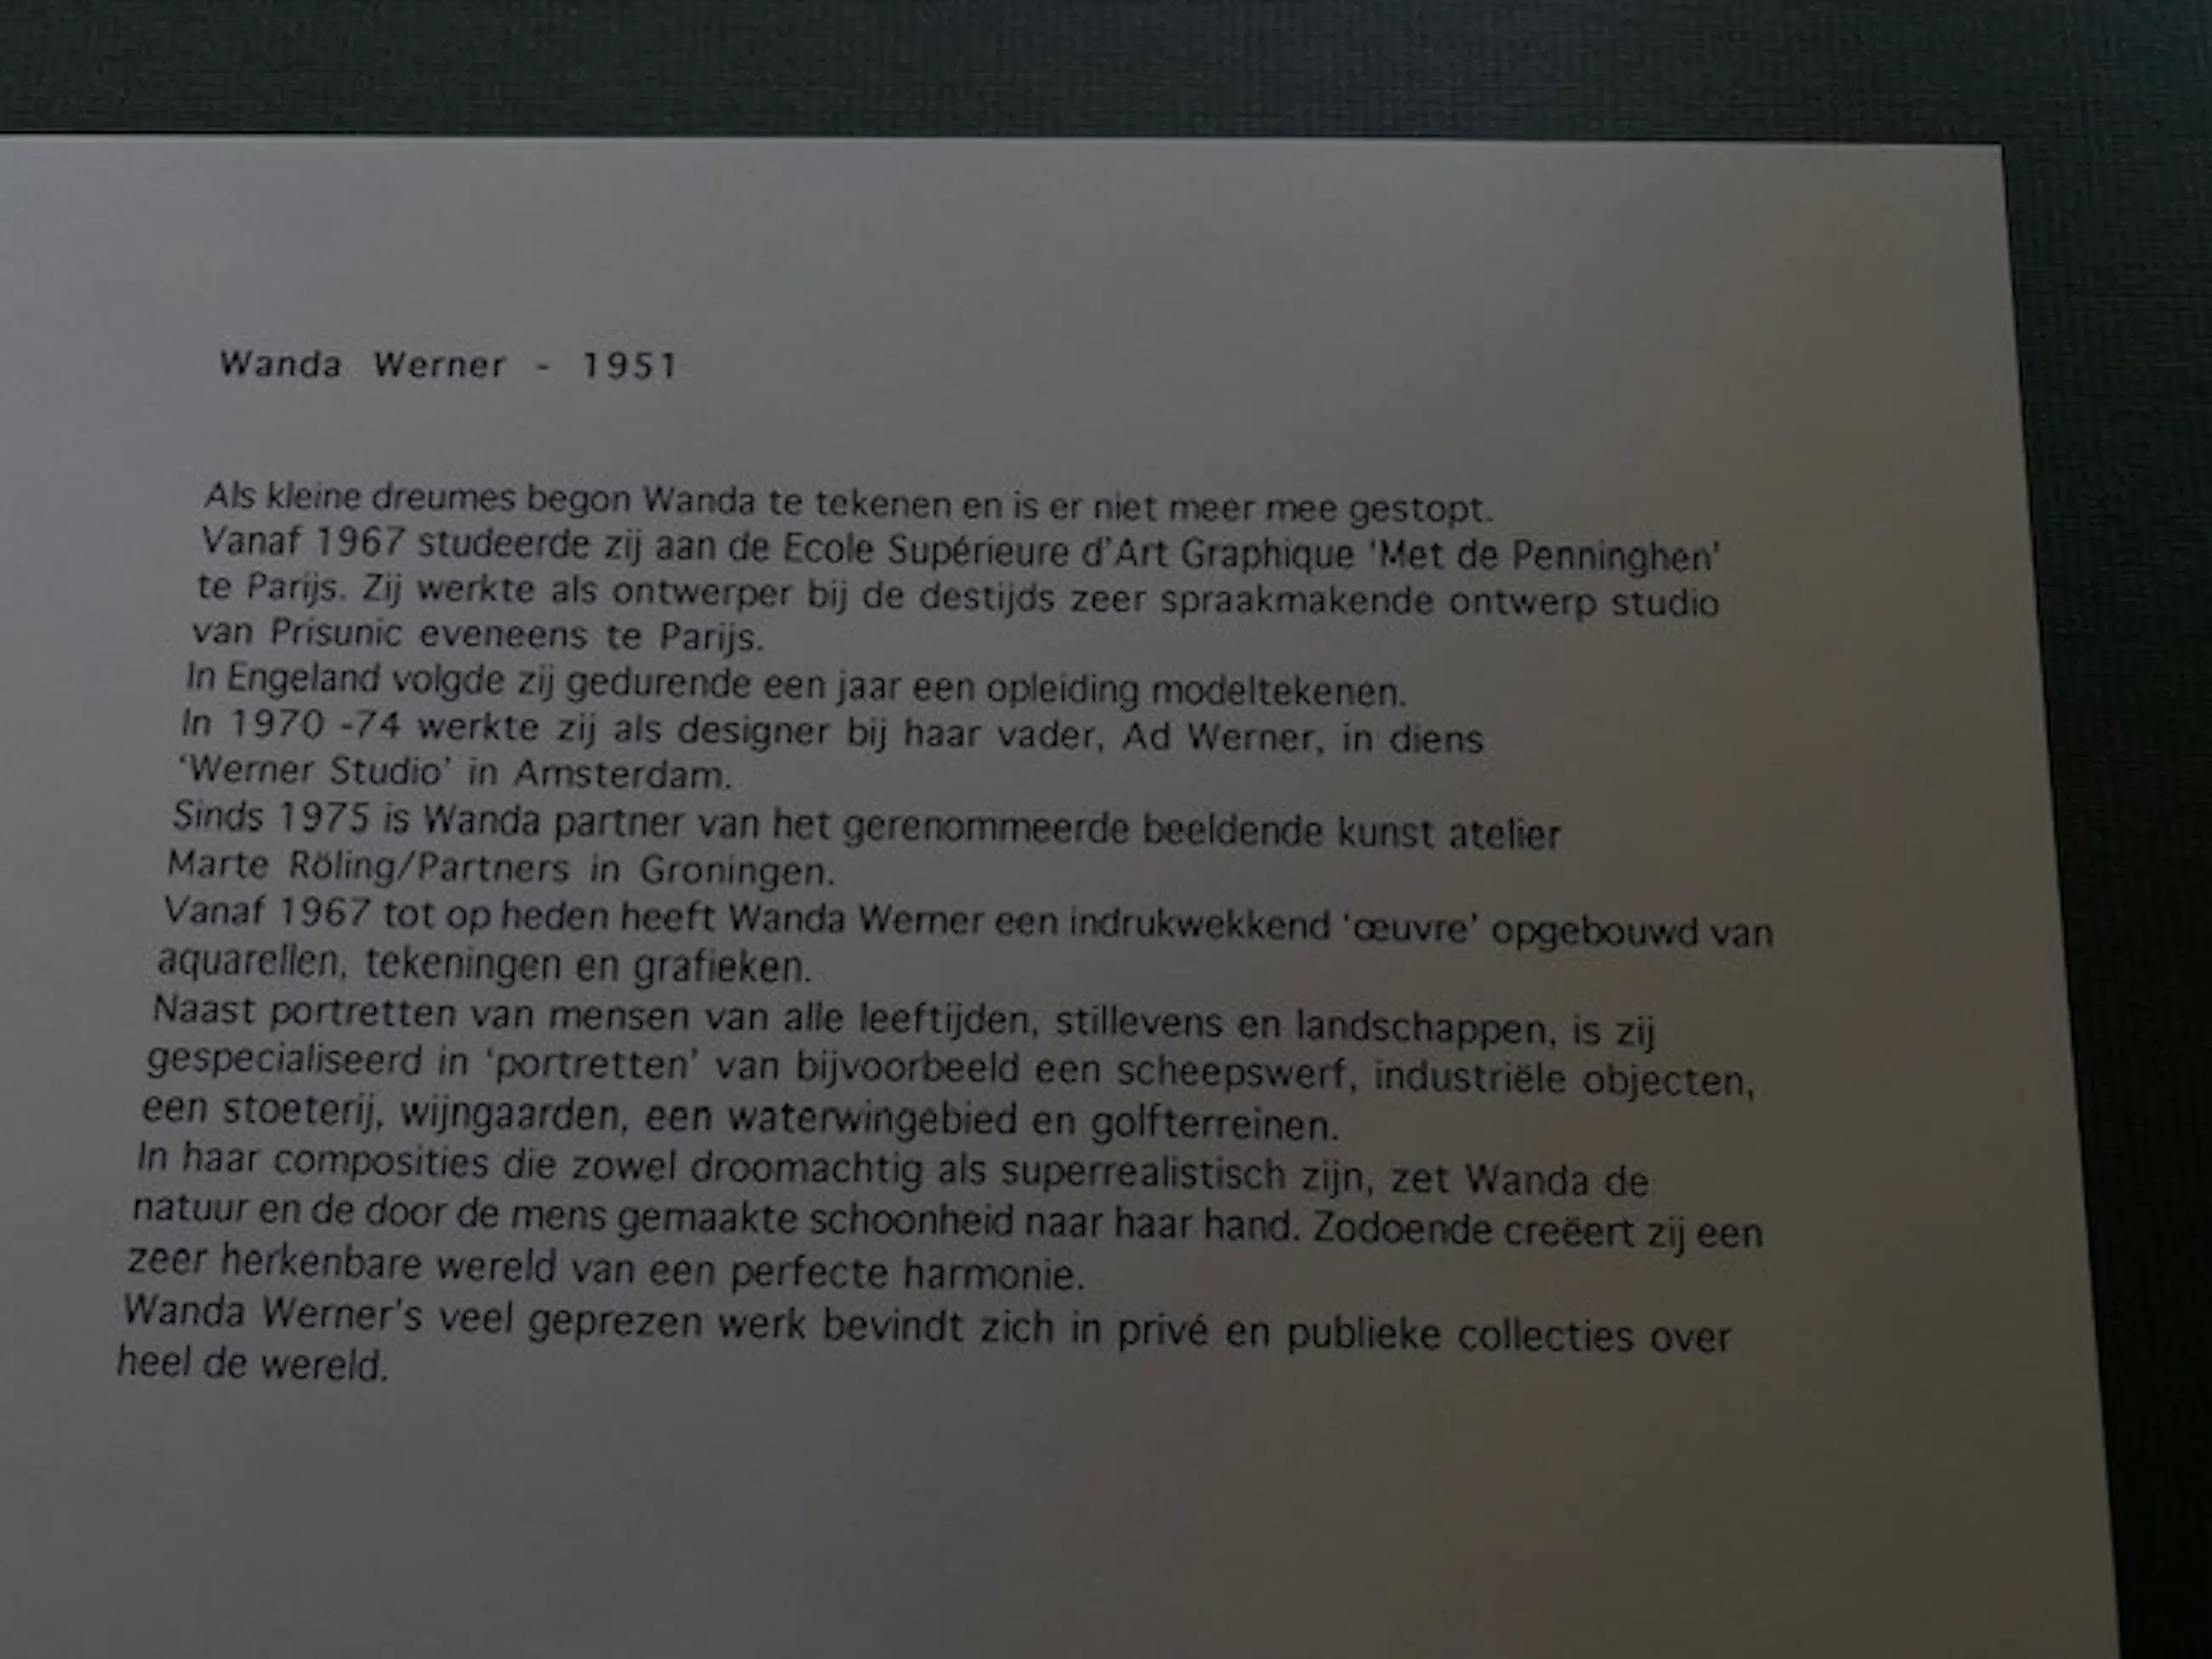 Wanda Werner - 1951
Als kleine dreumes begon Wanda te tekenen en is er niet meer mee gestopt.
Vanaf 1967 studeerde zij aan de Ecole Supérieure d'Art Graphique 'Met de Penninghen'
te Parijs. Zij werkte als ontwerper bij de destijds zeer spraakmakende ontwerp studio
van Prisunic eveneens te Parijs.
In Engeland volgde zij gedurende een jaar een opleiding modeltekenen.
In 1970 -74 werkte zij als designer bij haar vader, Ad Werner, in diens
‘Werner Studio’ in Amsterdam.
Sinds 1975 is Wanda partner van het gerenommeerde beeldende kunst atelier
Marte Röling/Partners in Groningen.
Vanaf 1967 tot op heden heeft Wanda Werner een indrukwekkend ‘œuvre’ opgebouwd van
aquarellen, tekeningen en grafieken.
Naast portretten van mensen van alle leeftijden, stillevens en landschappen, is zij
gespecialiseerd in ‘portretten’ van bijvoorbeeld een scheepswerf, industriële objecten,
een stoeterij, wijngaarden, een waterwingebied en golfterreinen.
In haar composities die zowel droomachtig als superrealistisch zijn, zet Wanda de
natuur en de door de mens gemaakte schoonheid naar haar hand. Zodoende creëert zij een
zeer herkenbare wereld van een perfecte harmonie.
Wanda Werner's veel geprezen werk bevindt zich in privé en publieke collecties over
heel de wereld.